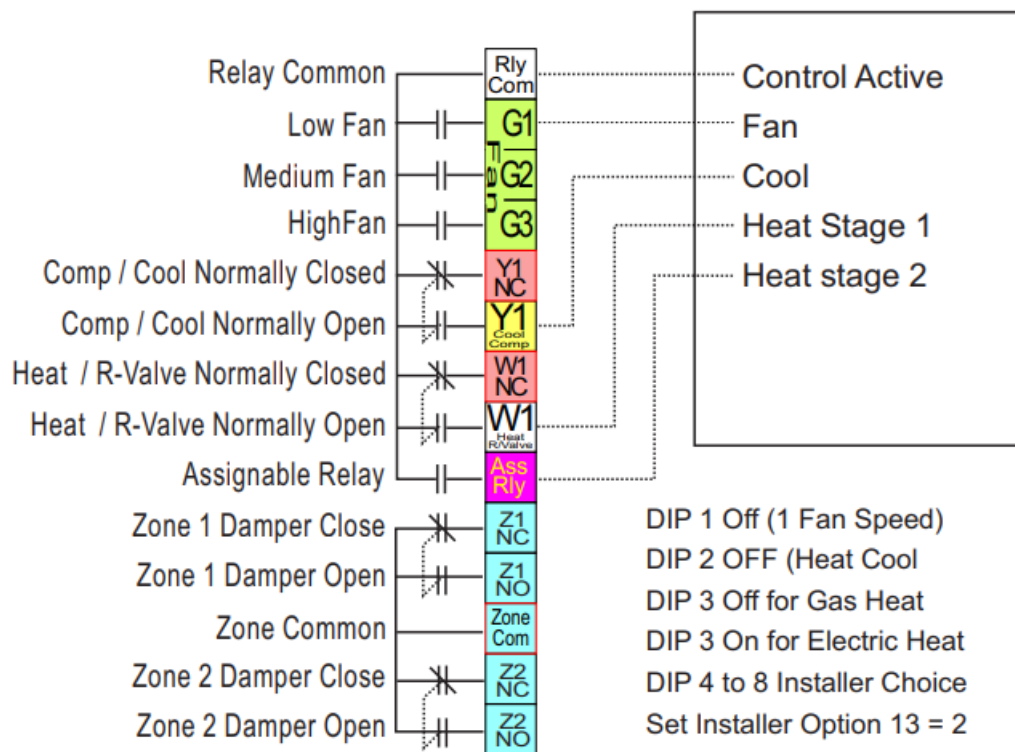 Relay Common
Low Fan
Medium Fan
HighFan
Comp / Cool Normally Closed
Comp / Cool Normally Open
Heat / R-Valve Normally Closed
Heat / R-Valve Normally Open
Assignable Relay
Zone 1 Damper Close
Zone 1 Damper Open
Zone Common
Zone 2 Damper Close
Zone 2 Damper Open
Rly
Com
G1
G2
G3
Fan
Y1
NC
Y1
Cool
Comp
W1
NC
W1
Heat
R/Valve
Ass
Rly
Z1
NC
Z1
NO
Zone
Com
Z2
NC
Z2
NO
Control Active
Fan
Cool
Heat Stage 1
Heat stage 2
DIP 1 Off (1 Fan Speed)
DIP 2 OFF (Heat Cool
DIP 3 Off for Gas Heat
DIP 3 On for Electric Heat
DIP 4 to 8 Installer Choice
Set Installer Option 13 = 2